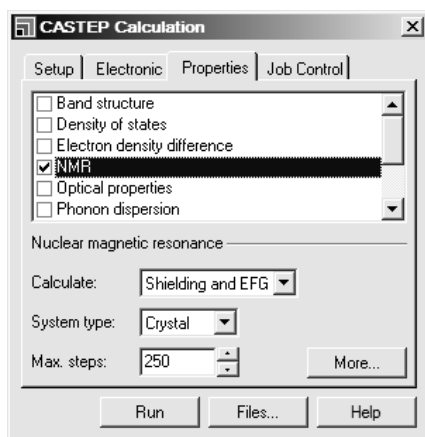 CASTEP Calculation
Setup Electronic Properties Job Control
Band structure
Density of states
Electron density difference
NMR
Optical properties
Phonon dispersion
Nuclear magnetic resonance
Calculate: Shielding and EFG
System type: Crystal
Max. steps: 250 More...
Run Files... Help